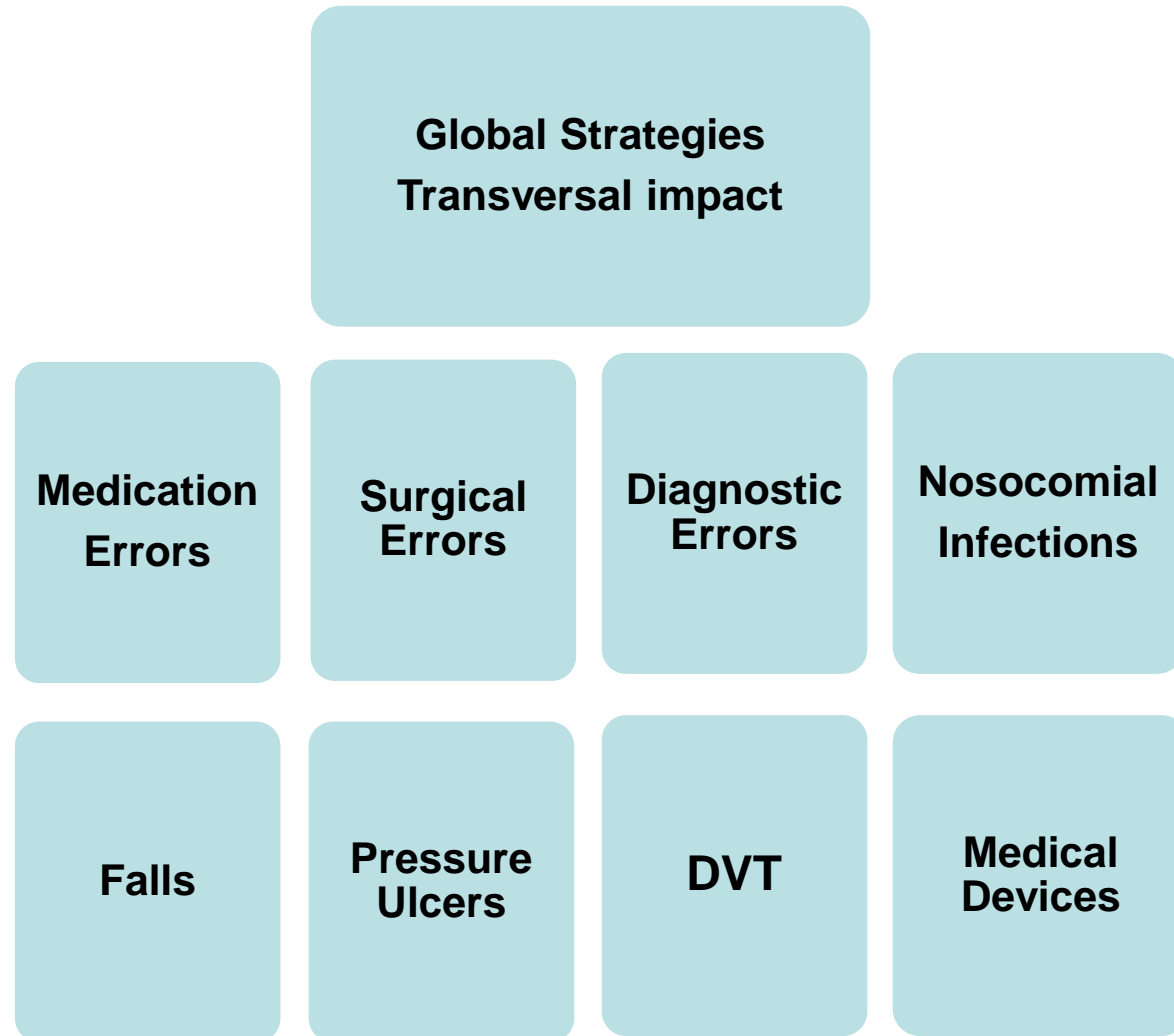 Global Strategies
Transversal impact
Medication
Errors
Surgical
Errors
Diagnostic
Errors
Nosocomial
Infections
Falls
Pressure
Ulcers
DVT
Medical
Devices